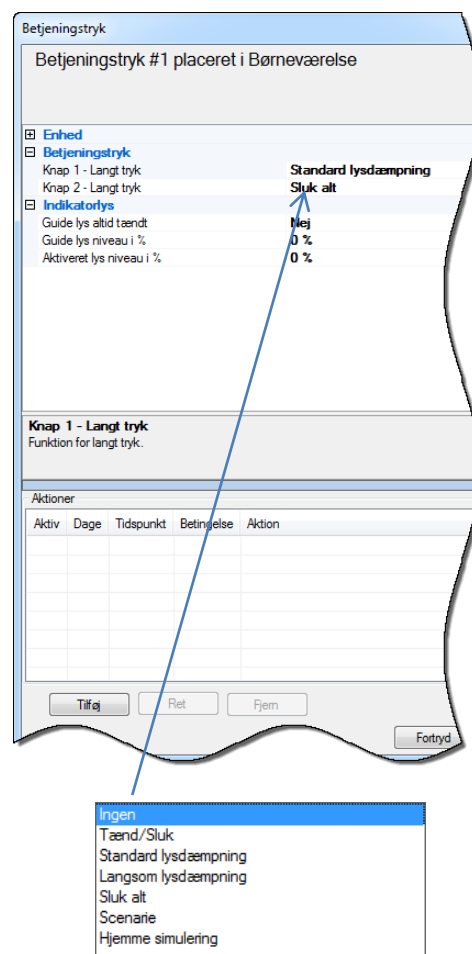 Betjeningstryk
Betjeningstryk #1 placeret i Børneværelse
Enhed
Betjeningstryk
Knap 1 - Langt tryk Standard lysdæmpning
Knap 2 - Langt tryk Sluk alt
Indikatorlys
Guide lys altid tændt Nej
Guide lys niveau i % 0 %
Aktiveret lys niveau i % 0 %
Knap 1 - Langt tryk
Funktion for langt tryk.
Aktioner
Aktiv Dage Tidspunkt Betingelse Aktion
Tilføj Ret Fjern
Fortryd
Ingen
Tænd/Sluk
Standard lysdæmpning
Langsom lysdæmpning
Sluk alt
Scenarie
Hjemme simulering